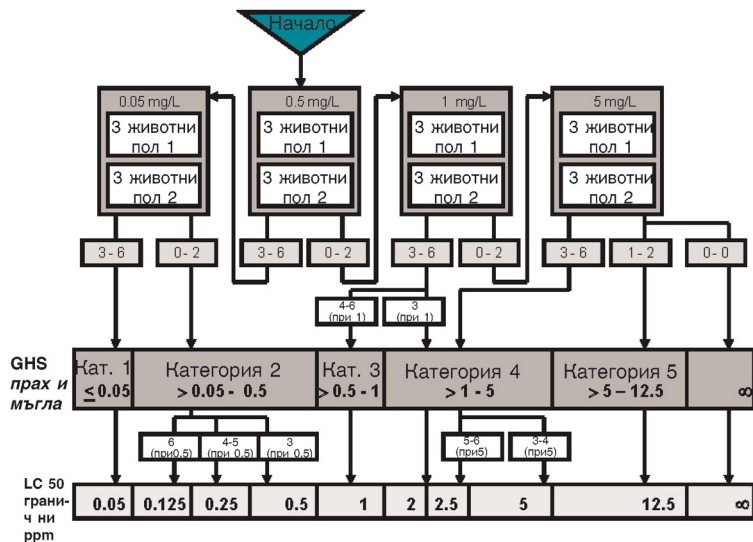 Начало
0.05 mg/L
0.5 mg/L
1 mg/L
5 mg/L
3 животни
пол 1
3 животни
пол 1
3 животни
пол 1
3 животни
пол 1
3 животни
пол 2
3 животни
пол 2
3 животни
пол 2
3 животни
пол 2
3 - 6
0 - 2
3 - 6
0 - 2
3 - 6
0 - 2
3 - 6
1 - 2
0 - 0
4-6
(при 1)
3
(при 1)
GHS
прах и
мъгла
Кат. 1
≤ 0.05
Категория 2
> 0.05 - 0.5
Кат. 3
> 0.5 - 1
Категория 4
> 1 - 5
Категория 5
> 5 – 12.5
∞
6
(при0,5)
4-5
(при 0,5)
3
(при 0,5)
5-6
(при5)
3-4
(при5)
LC 50
грани-
ч ни
ppm
0.05
0.125
0.25
0.5
1
2
2.5
5
12.5
∞